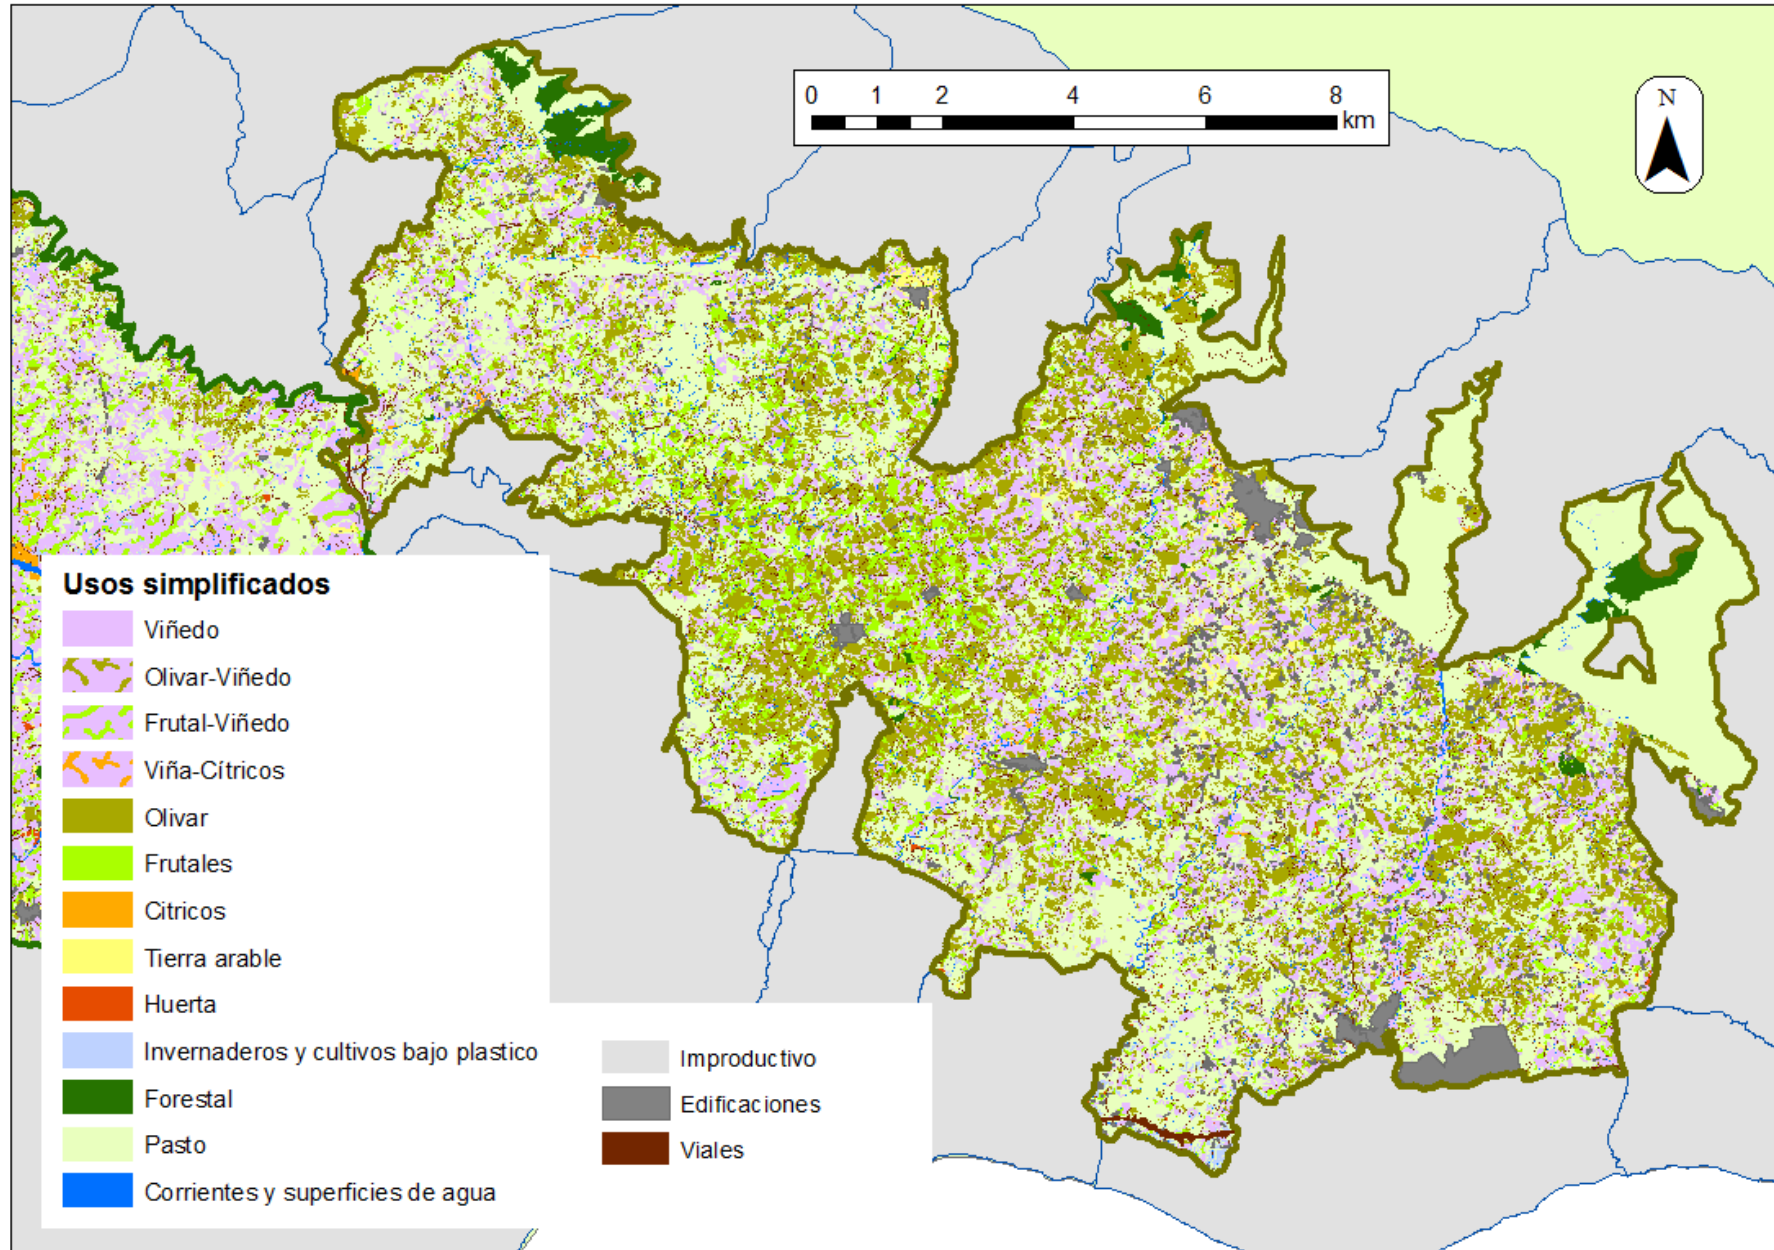 0 1 2 4 6 8
km
N
Usos simplificados
Viñedo
Olivar-Viñedo
Frutal-Viñedo
Viña-Cítricos
Olivar
Frutales
Citricos
Tierra arable
Huerta
Invernaderos y cultivos bajo plastico
Forestal
Pasto
Corrientes y superficies de agua
Improductivo
Edificaciones
Viales